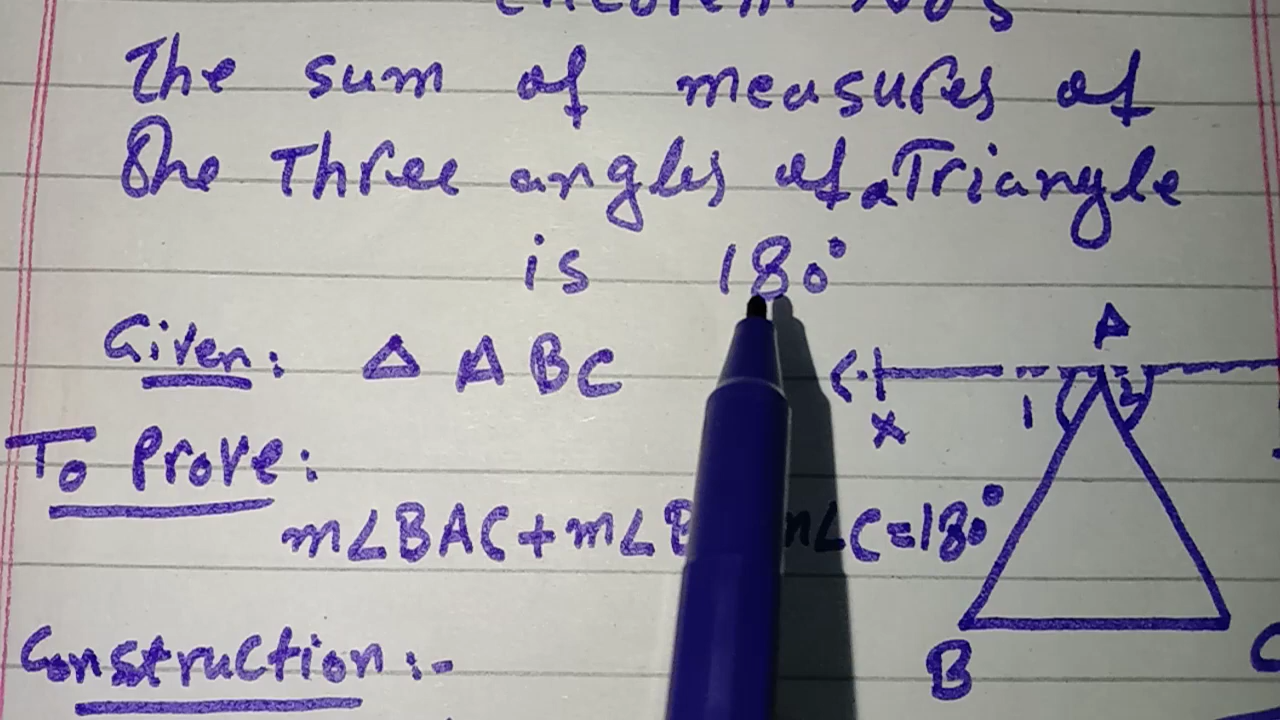 The sum of measures of
The Three angles of a Triangle
is 180°
Given: △ ABC
A
X
1 2
To Prove:
m∠BAC+m∠B m∠C=180°
B C
Construction:-